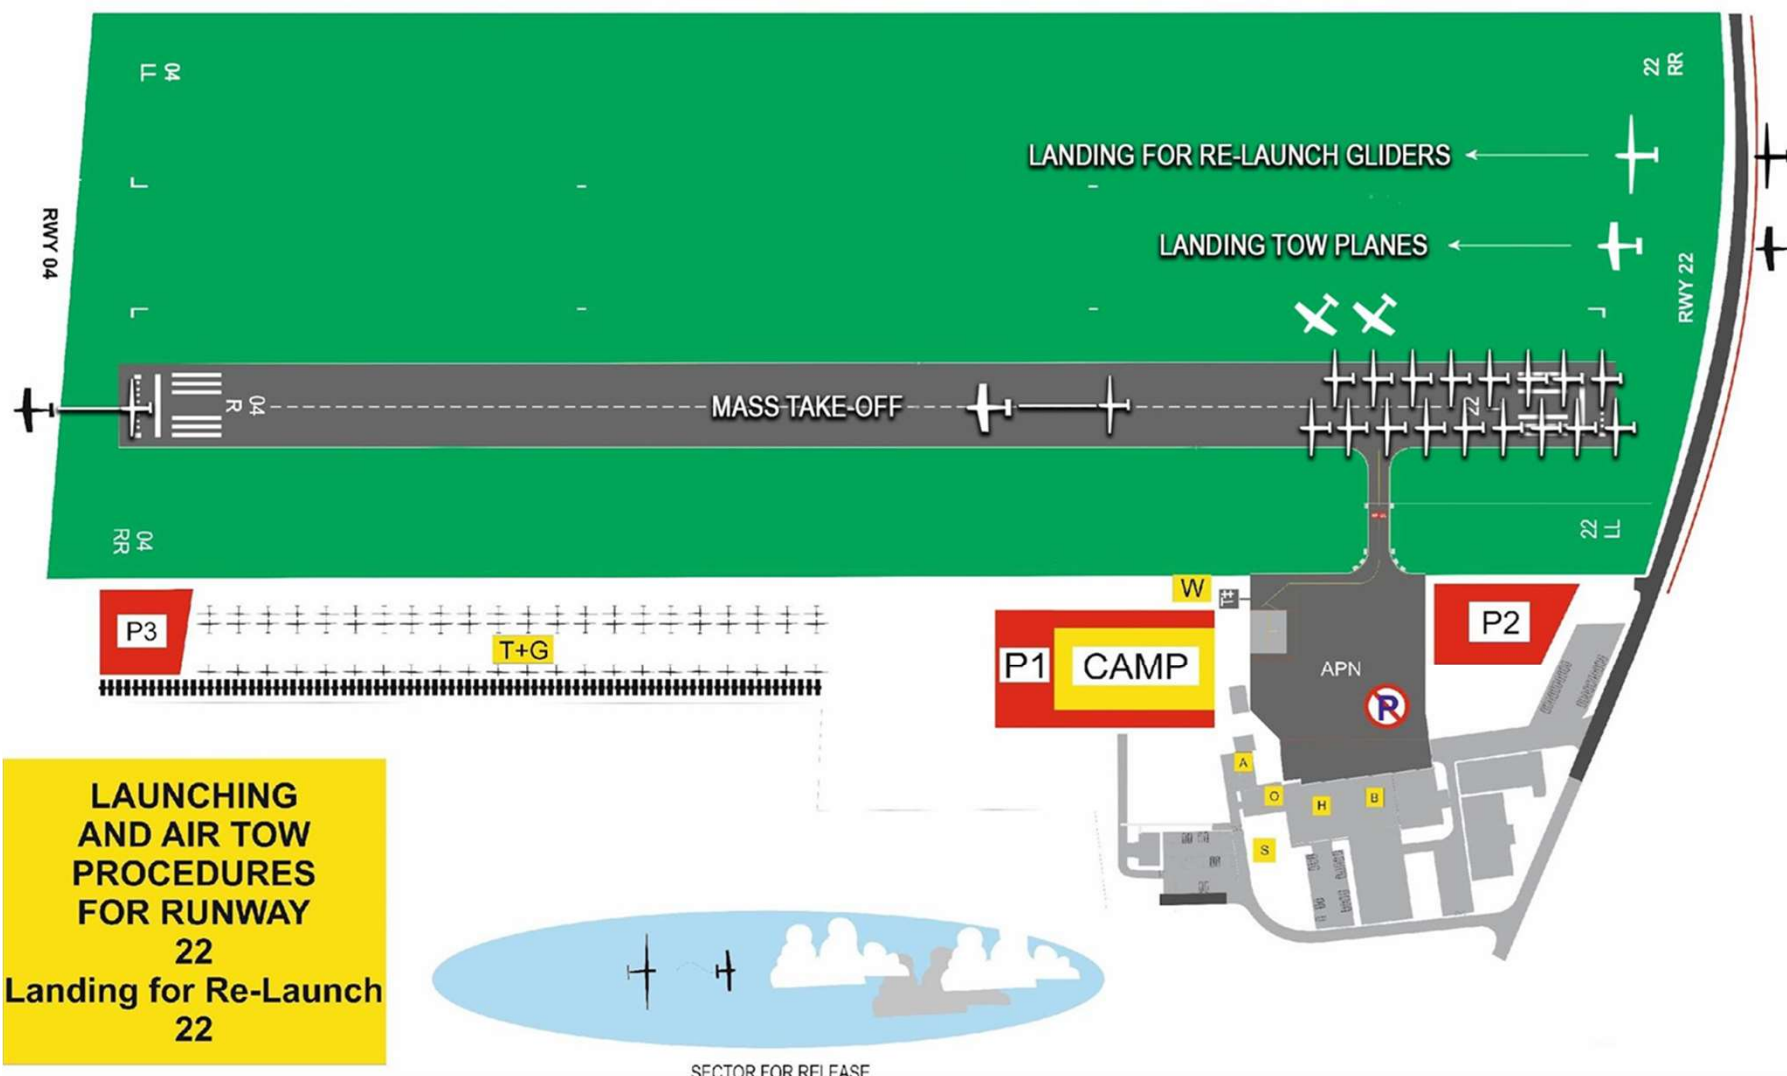 04
LL
22
RR
LANDING FOR RE-LAUNCH GLIDERS
RWY 04
LANDING TOW PLANES
RWY 22
04
R
MASS TAKE-OFF
22
04
RR
22
LL
P3
T+G
W
P1
CAMP
P2
APN
P
A
O
H
B
S
LAUNCHING
AND AIR TOW
PROCEDURES
FOR RUNWAY
22
Landing for Re-Launch
22
SECTOR FOR RELEASE